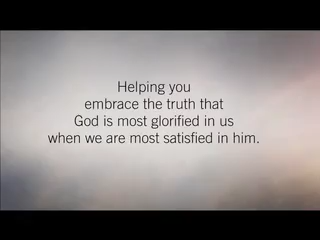 Helping you
embrace the truth that
God is most glorified in us
when we are most satisfied in him.